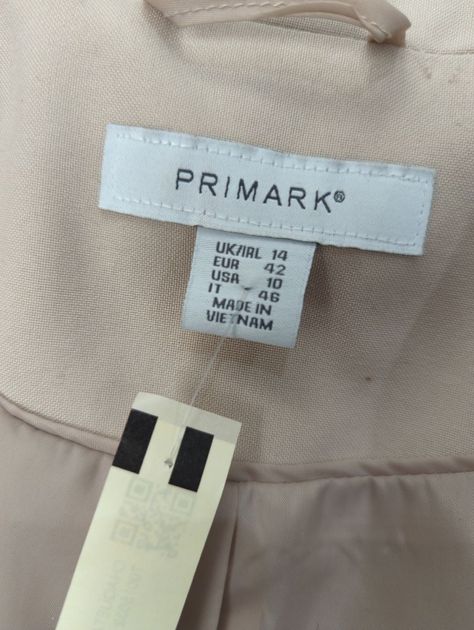 PRIMARK®
UK/IRL 14
EUR 42
USA 10
IT 46
MADE IN
VIETNAM